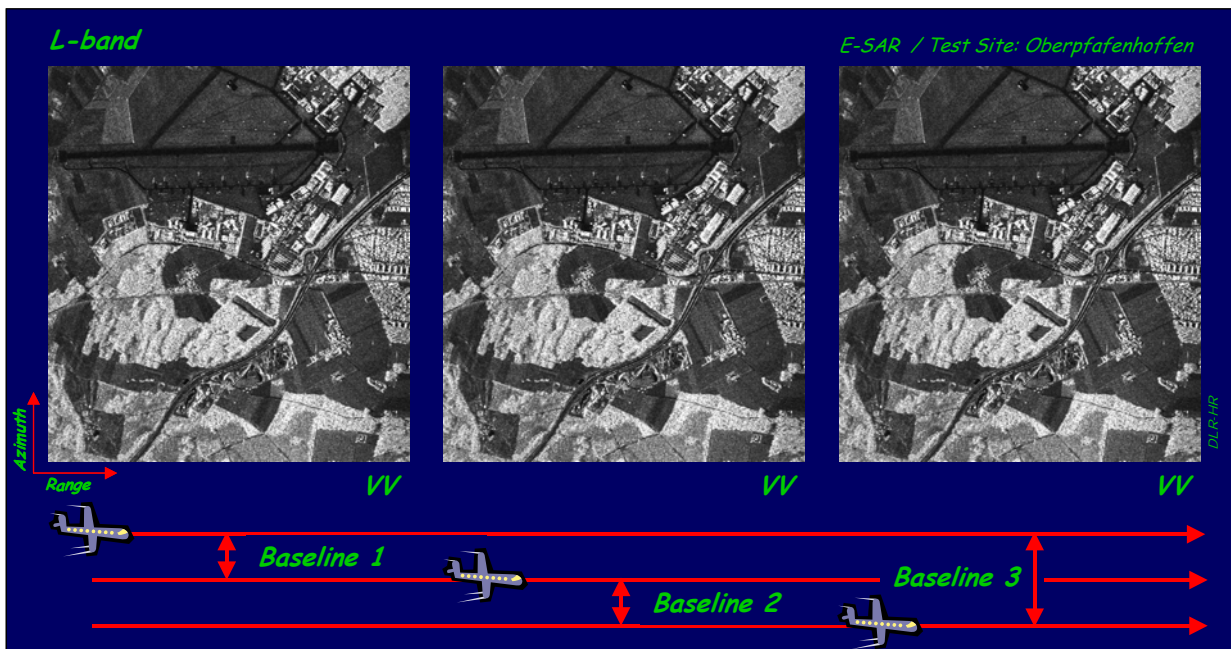 L-band
E-SAR / Test Site: Oberpfafenhoffen
Azimuth
Range
DLR-HR
VV
VV
VV
Baseline 1
Baseline 2
Baseline 3